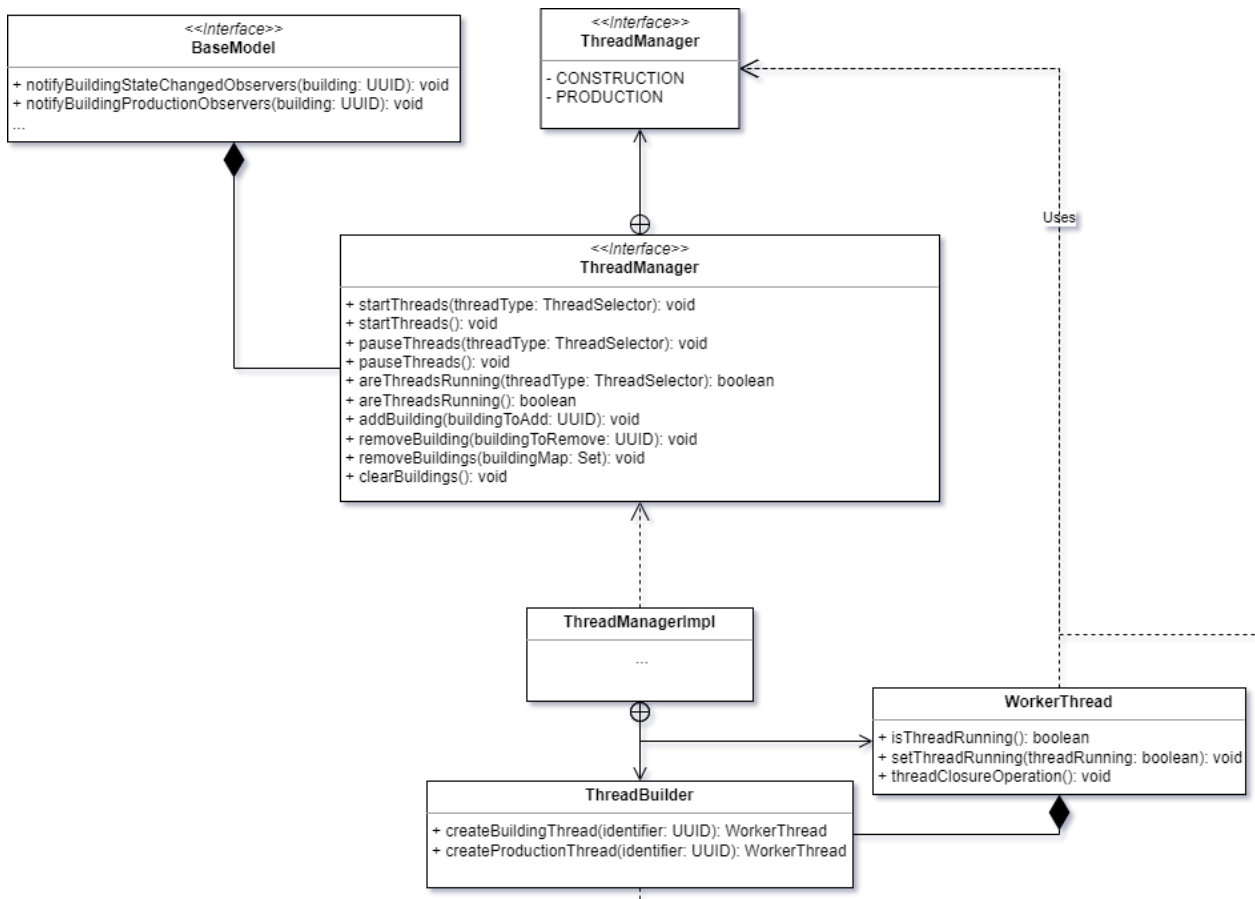 <<Interface>>
BaseModel
+ notifyBuildingStateChangedObservers(building: UUID): void
+ notifyBuildingProductionObservers(building: UUID): void
...
<<Interface>>
ThreadManager
- CONSTRUCTION
- PRODUCTION
Uses
<<Interface>>
ThreadManager
+ startThreads(threadType: ThreadSelector): void
+ startThreads(): void
+ pauseThreads(threadType: ThreadSelector): void
+ pauseThreads(): void
+ areThreadsRunning(threadType: ThreadSelector): boolean
+ areThreadsRunning(): boolean
+ addBuilding(buildingToAdd: UUID): void
+ removeBuilding(buildingToRemove: UUID): void
+ removeBuildings(buildingMap: Set): void
+ clearBuildings(): void
ThreadManagerImpl
...
WorkerThread
+ isThreadRunning(): boolean
+ setThreadRunning(threadRunning: boolean): void
+ threadClosureOperation(): void
ThreadBuilder
+ createBuildingThread(identifier: UUID): WorkerThread
+ createProductionThread(identifier: UUID): WorkerThread